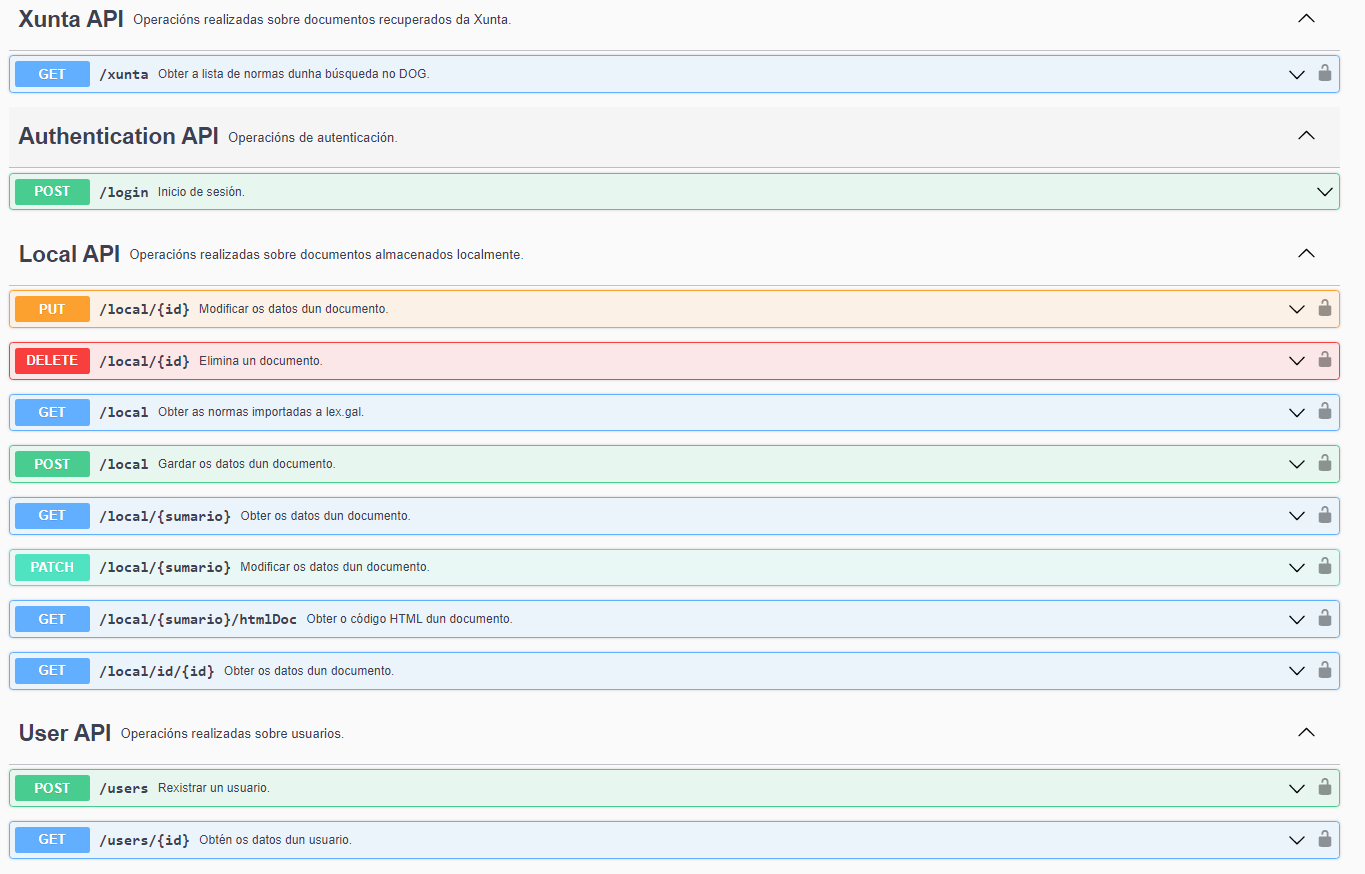 Xunta API Operacións realizadas sobre documentos recuperados da Xunta.
GET /xunta Obter a lista de normas dunha búsqueda no DOG.
Authentication API Operacións de autenticación.
POST /login Inicio de sesión.
Local API Operacións realizadas sobre documentos almacenados localmente.
PUT /local/{id} Modificar os datos dun documento.
DELETE /local/{id} Elimina un documento.
GET /local Obter as normas importadas a lex.gal.
POST /local Gardar os datos dun documento.
GET /local/{sumario} Obter os datos dun documento.
PATCH /local/{sumario} Modificar os datos dun documento.
GET /local/{sumario}/htmlDoc Obter o código HTML dun documento.
GET /local/id/{id} Obter os datos dun documento.
User API Operacións realizadas sobre usuarios.
POST /users Rexistrar un usuario.
GET /users/{id} Obtén os datos dun usuario.